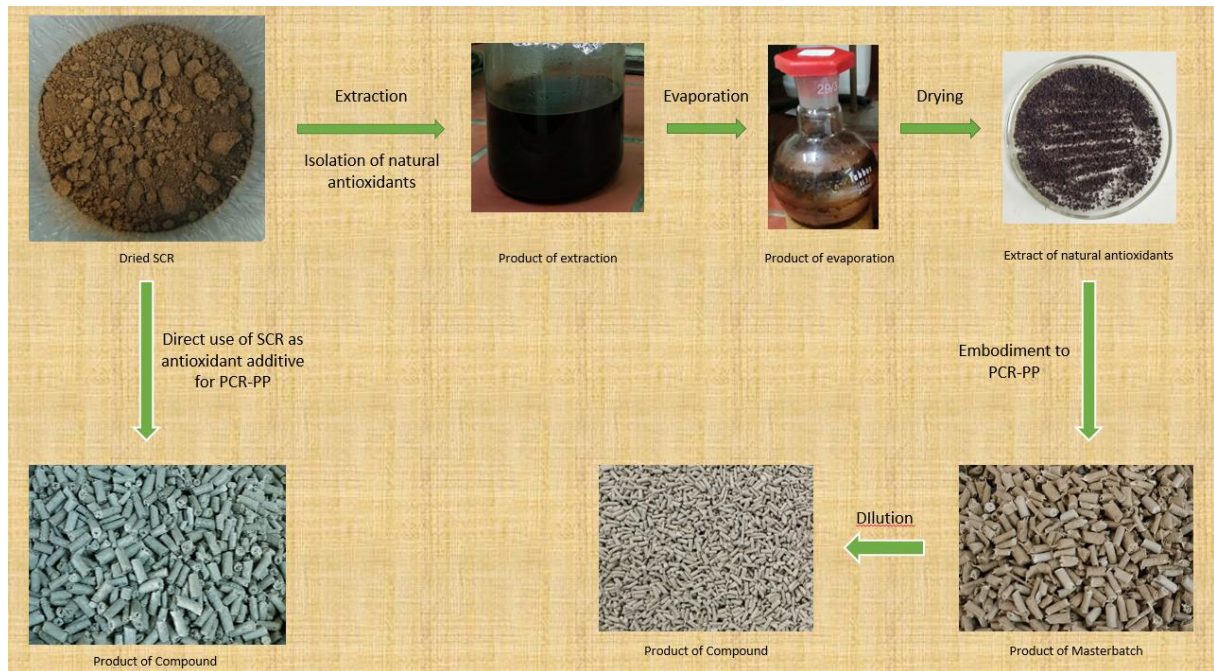 Extraction
Isolation of natural
antioxidants
Evaporation
Drying
Dried SCR
Product of extraction
Product of evaporation
Extract of natural antioxidants
Direct use of SCR as
antioxidant additive
for PCR-PP
Embodiment to
PCR-PP
DIlution
Product of Compound
Product of Compound
Product of Masterbatch